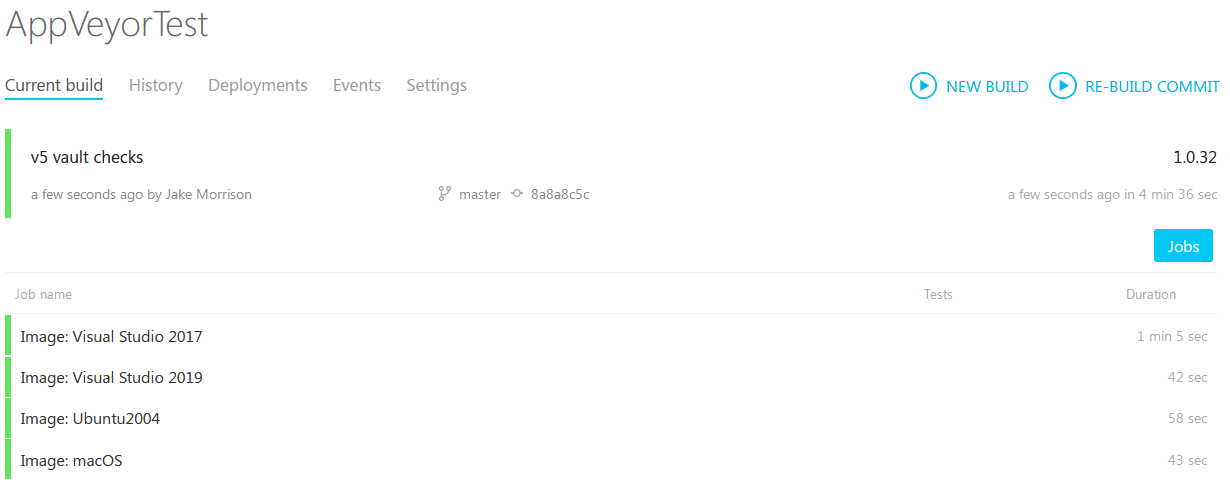 AppVeyorTest
Current build History Deployments Events Settings NEW BUILD RE-BUILD COMMIT
v5 vault checks 1.0.32
a few seconds ago by Jake Morrison master 8a8a8c5c a few seconds ago in 4 min 36 sec
Jobs
Job name Tests Duration
Image: Visual Studio 2017 1 min 5 sec
Image: Visual Studio 2019 42 sec
Image: Ubuntu2004 58 sec
Image: macOS 43 sec